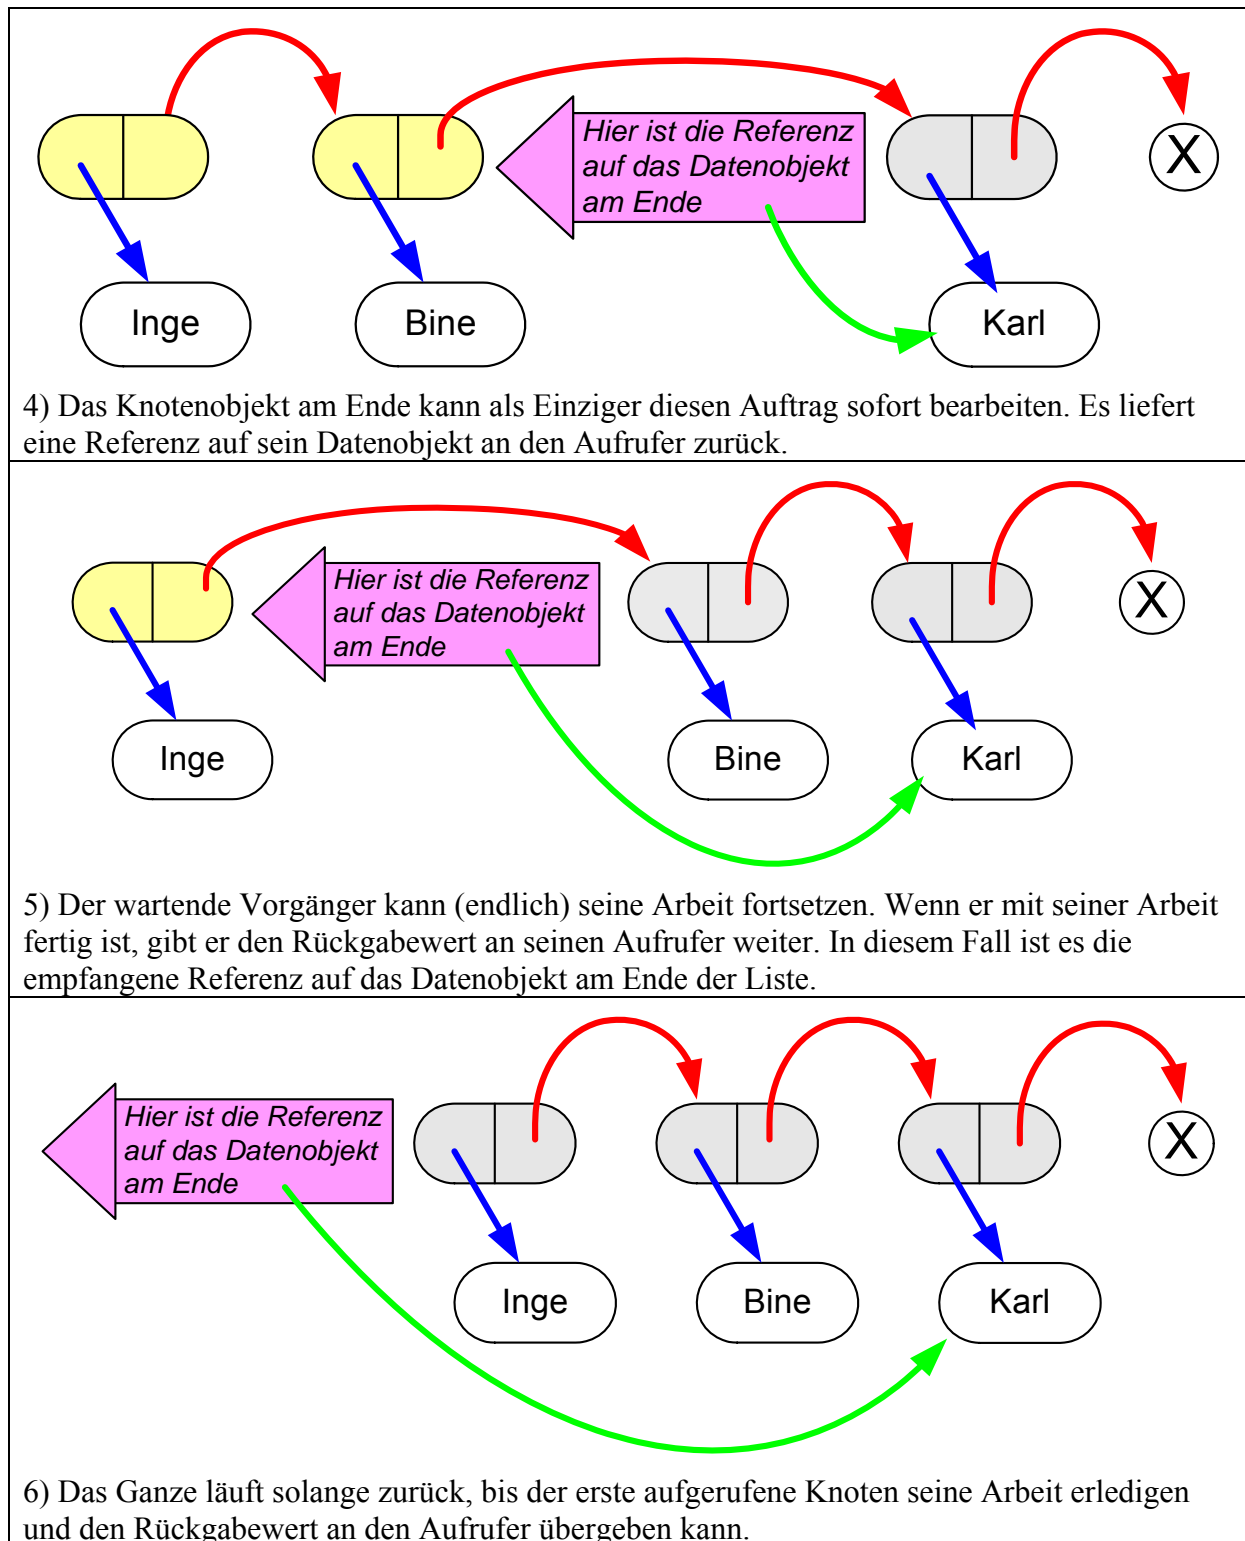 Hier ist die Referenz
auf das Datenobjekt
am Ende
X
Inge
Bine
Karl
4) Das Knotenobjekt am Ende kann als Einziger diesen Auftrag sofort bearbeiten. Es liefert
eine Referenz auf sein Datenobjekt an den Aufrufer zurück.
Hier ist die Referenz
auf das Datenobjekt
am Ende
X
Inge
Bine
Karl
5) Der wartende Vorgänger kann (endlich) seine Arbeit fortsetzen. Wenn er mit seiner Arbeit
fertig ist, gibt er den Rückgabewert an seinen Aufrufer weiter. In diesem Fall ist es die
empfangene Referenz auf das Datenobjekt am Ende der Liste.
Hier ist die Referenz
auf das Datenobjekt
am Ende
X
Inge
Bine
Karl
6) Das Ganze läuft solange zurück, bis der erste aufgerufene Knoten seine Arbeit erledigen
und den Rückgabewert an den Aufrufer übergeben kann.